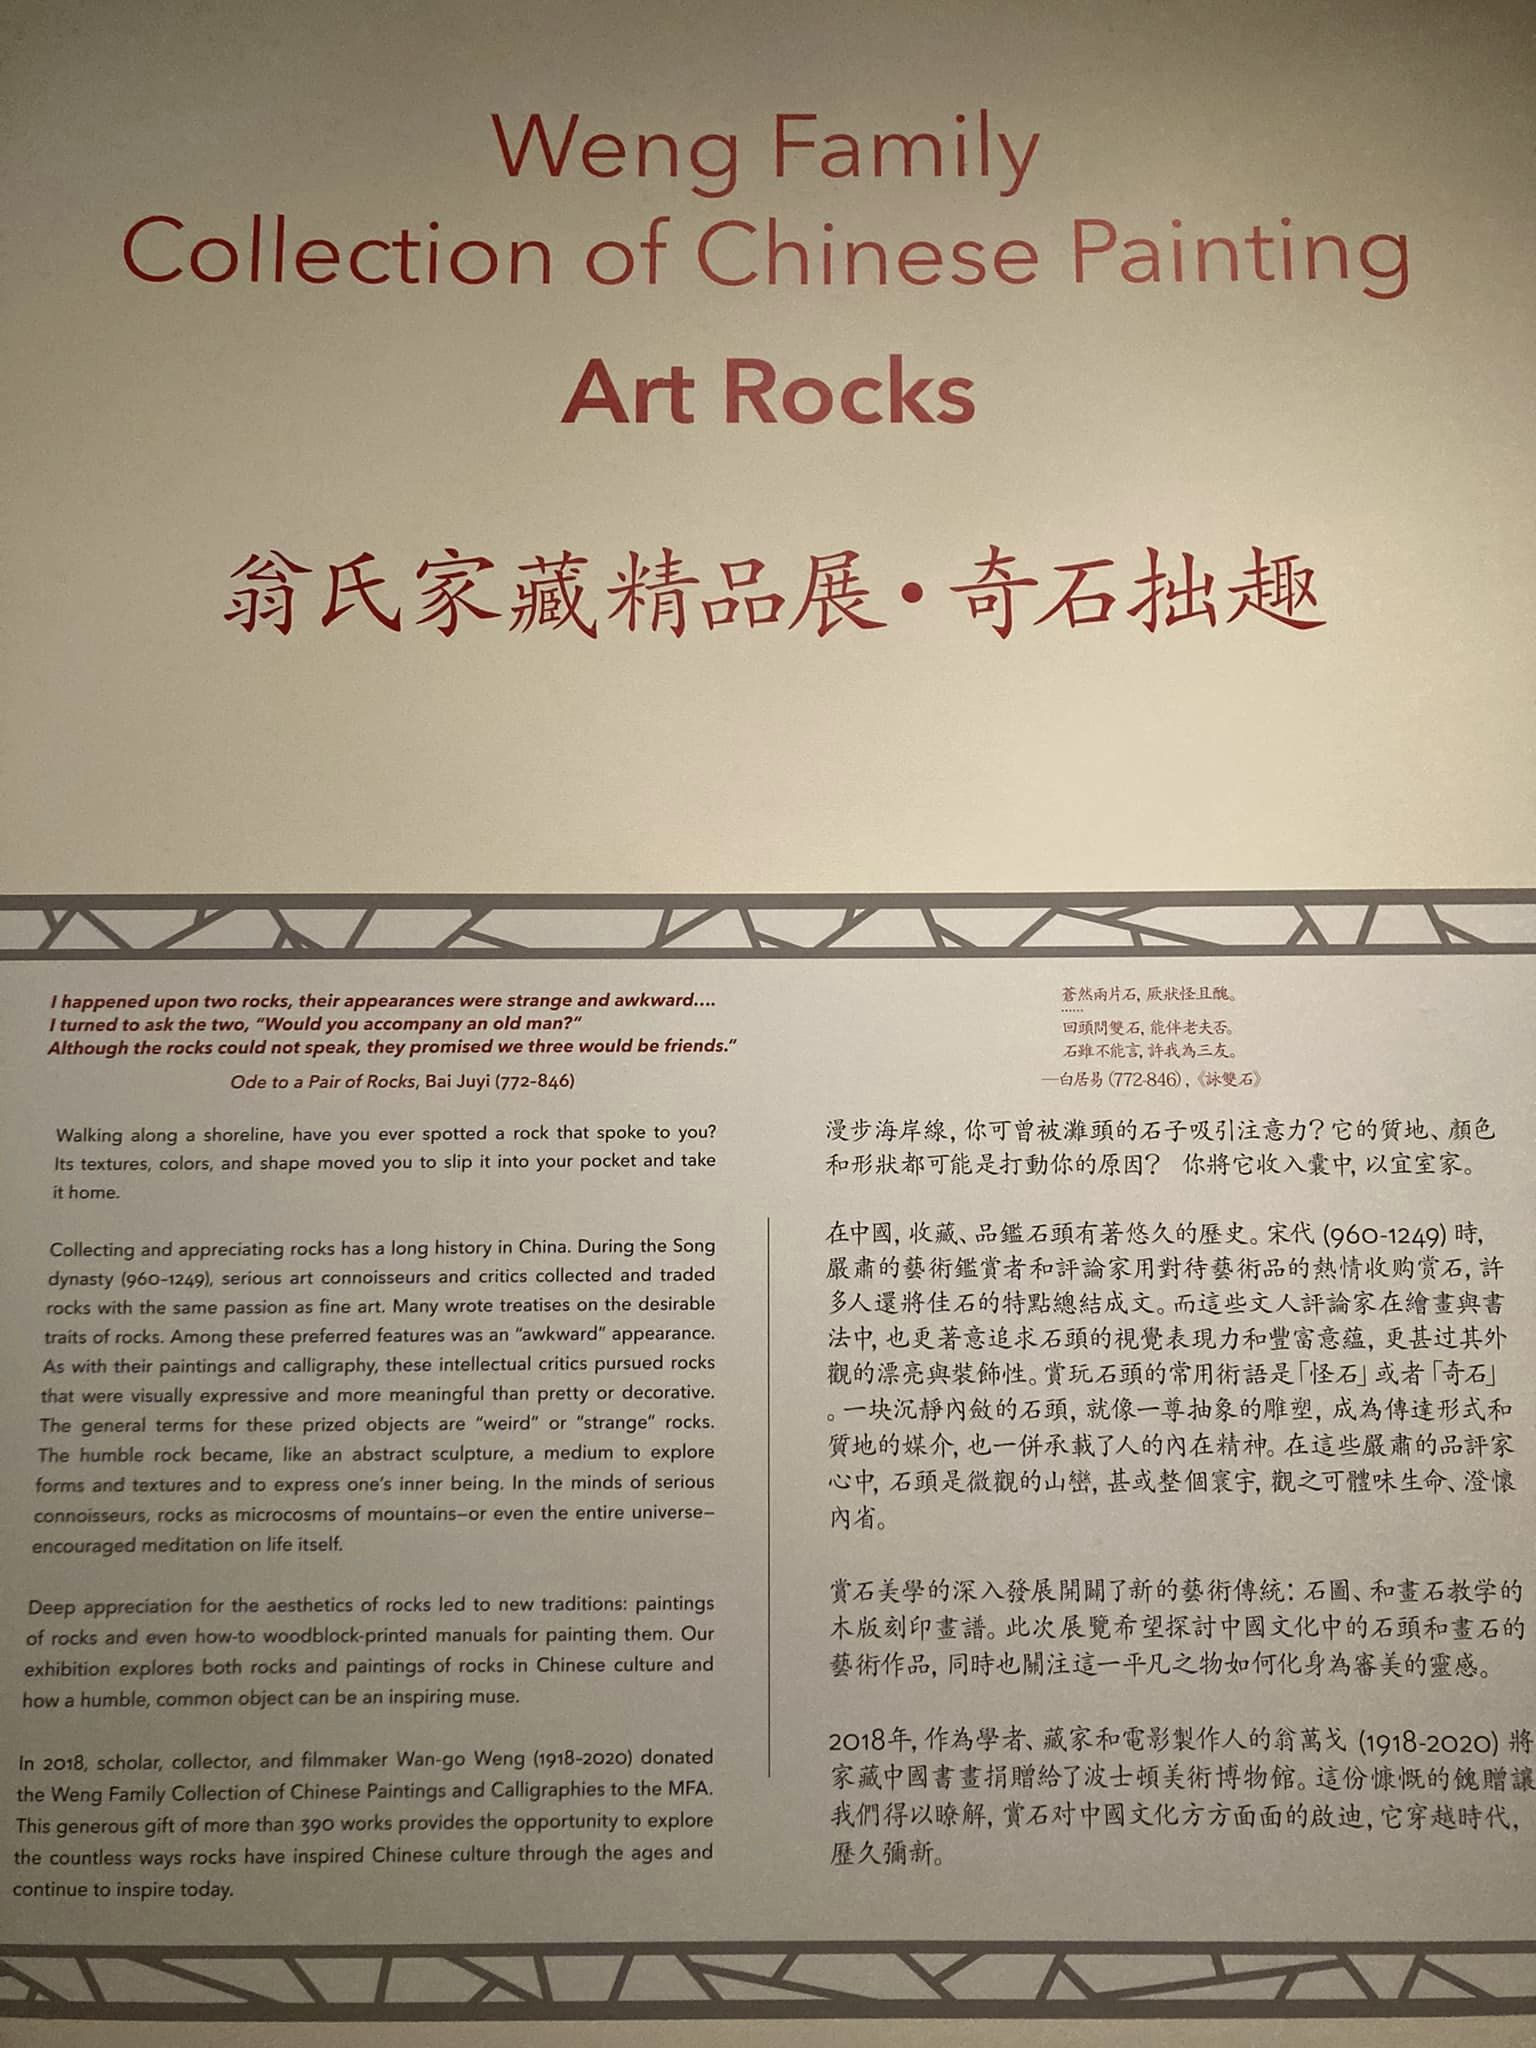 Weng Family
Collection of Chinese Painting
Art Rocks
翁氏家藏精品展•奇石拙趣
I happened upon two rocks, their appearances were strange and awkward....
I turned to ask the two, “Would you accompany an old man?”
Although the rocks could not speak, they promised we three would be friends.”
Ode to a Pair of Rocks, Bai Juyi (772-846)
Walking along a shoreline, have you ever spotted a rock that spoke to you?
Its textures, colors, and shape moved you to slip it into your pocket and take
it home.
Collecting and appreciating rocks has a long history in China. During the Song
dynasty (960-1249), serious art connoisseurs and critics collected and traded
rocks with the same passion as fine art. Many wrote treatises on the desirable
traits of rocks. Among these preferred features was an “awkward” appearance.
As with their paintings and calligraphy, these intellectual critics pursued rocks
that were visually expressive and more meaningful than pretty or decorative.
The general terms for these prized objects are “weird” or “strange” rocks.
The humble rock became, like an abstract sculpture, a medium to explore
forms and textures and to express one’s inner being. In the minds of serious
connoisseurs, rocks as microcosms of mountains—or even the entire universe—
encouraged meditation on life itself.
Deep appreciation for the aesthetics of rocks led to new traditions: paintings
of rocks and even how-to woodblock-printed manuals for painting them. Our
exhibition explores both rocks and paintings of rocks in Chinese culture and
how a humble, common object can be an inspiring muse.
In 2018, scholar, collector, and filmmaker Wan-go Weng (1918-2020) donated
the Weng Family Collection of Chinese Paintings and Calligraphies to the MFA.
This generous gift of more than 390 works provides the opportunity to explore
the countless ways rocks have inspired Chinese culture through the ages and
continue to inspire today.
蒼然兩片石, 厥狀怪且醜。
......
回頭問雙石, 能伴老夫否。
石雖不能言, 許我為三友。
—白居易 (772-846) ,《詠雙石》
漫步海岸線, 你可曾被灘頭的石子吸引注意力? 它的質地、顏色
和形狀都可能是打動你的原因? 你將它收入囊中, 以宜室家。
在中國, 收藏、品鑑石頭有著悠久的歷史。宋代 (960-1249) 時,
嚴肅的藝術鑑賞者和評論家用對待藝術品的熱情收购赏石, 許
多人還將佳石的特點總結成文。而這些文人評論家在繪畫與書
法中, 也更著意追求石頭的視覺表現力和豐富意蘊, 更甚过其外
觀的漂亮與裝飾性。赏玩石頭的常用術語是「怪石」或者「奇石」
。一块沉靜內斂的石頭, 就像一尊抽象的雕塑, 成為傳達形式和
質地的媒介, 也一併承載了人的內在精神。在這些嚴肅的品評家
心中, 石頭是微觀的山巒, 甚或整個寰宇, 觀之可體味生命、澄懷
內省。
赏石美學的深入發展開闢了新的藝術傳統: 石圖、和畫石教学的
木版刻印畫譜。此次展覽希望探討中國文化中的石頭和畫石的
藝術作品, 同時也關注這一平凡之物如何化身為審美的靈感。
2018年, 作為學者、藏家和電影製作人的翁萬戈 (1918-2020) 將
家藏中國書畫捐贈給了波士頓美術博物館。這份慷慨的餽贈讓
我們得以瞭解, 赏石对中國文化方方面面的啟迪, 它穿越時代,
歷久彌新。